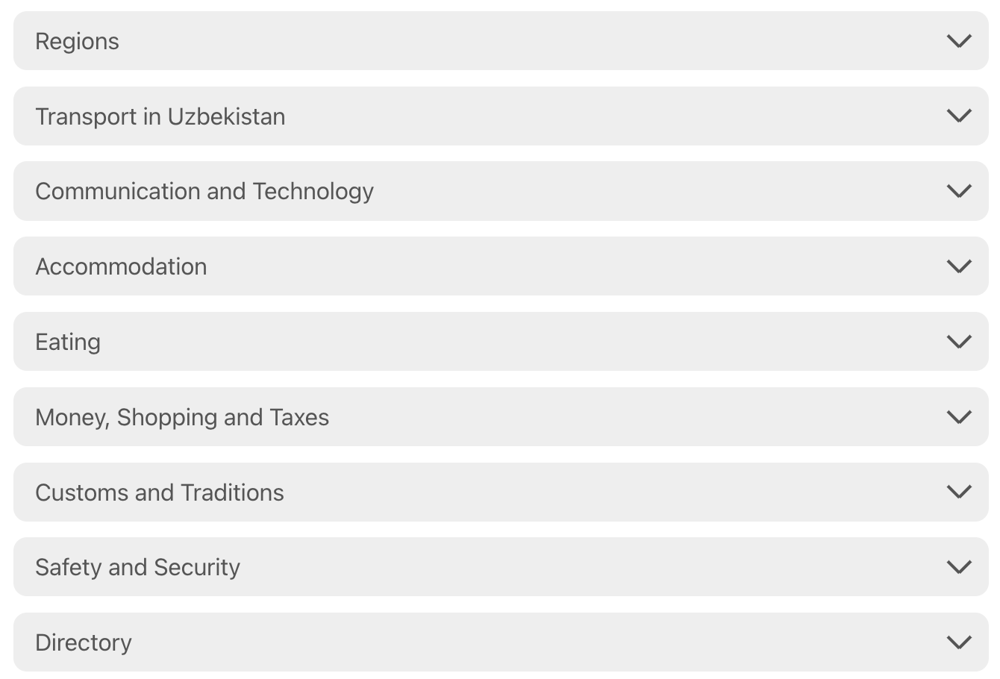 Regions
Transport in Uzbekistan
Communication and Technology
Accommodation
Eating
Money, Shopping and Taxes
Customs and Traditions
Safety and Security
Directory